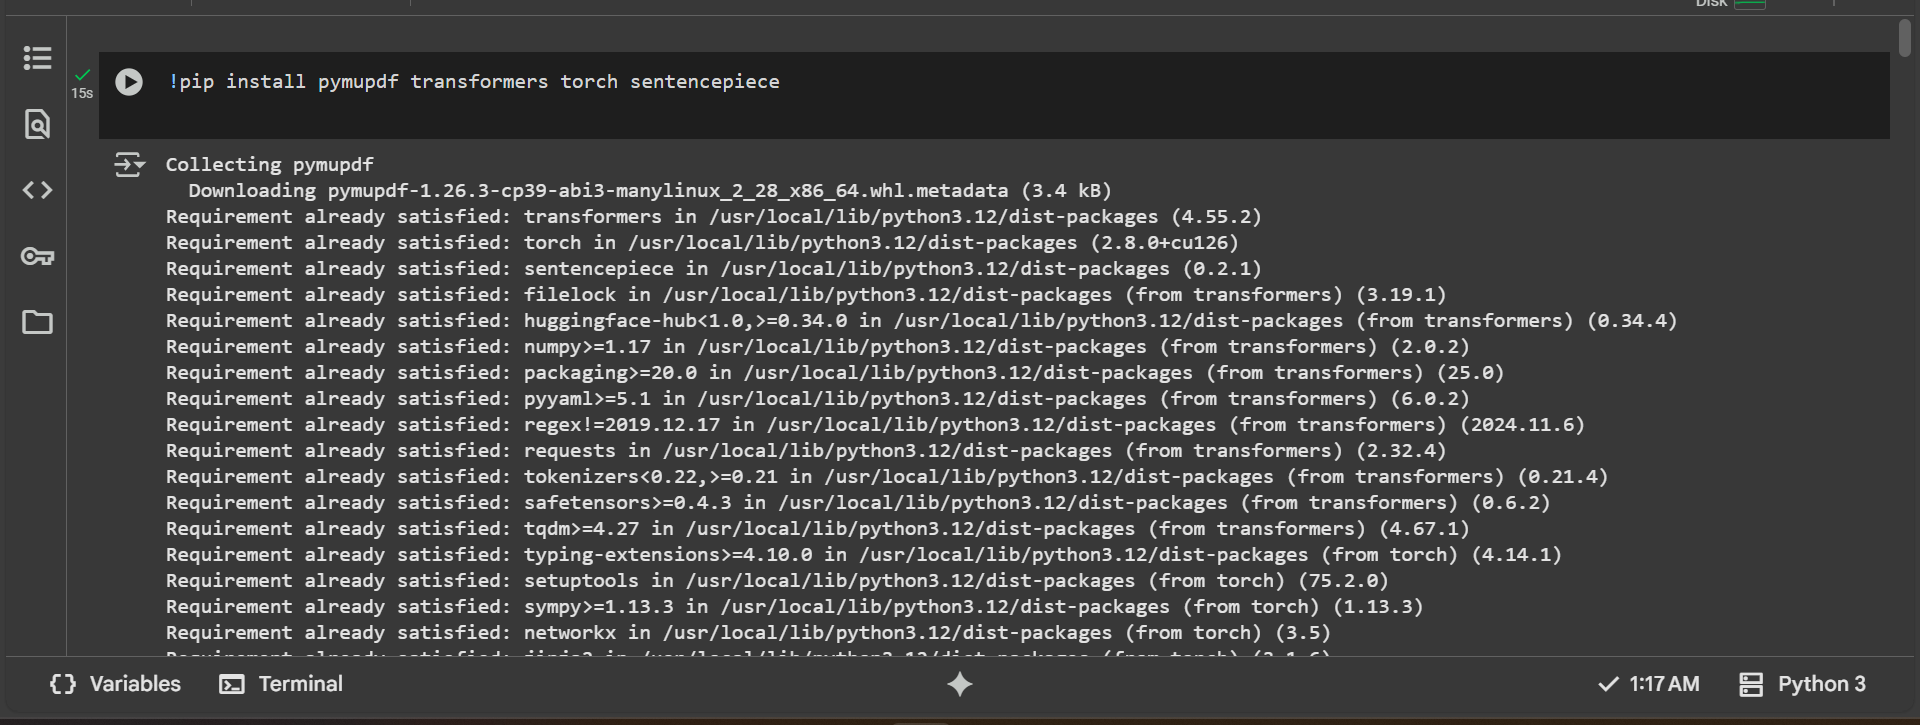 Disk
15s
!pip install pymupdf transformers torch sentencepiece
Collecting pymupdf
Downloading pymupdf-1.26.3-cp39-abi3-manylinux_2_28_x86_64.whl.metadata (3.4 kB)
Requirement already satisfied: transformers in /usr/local/lib/python3.12/dist-packages (4.55.2)
Requirement already satisfied: torch in /usr/local/lib/python3.12/dist-packages (2.8.0+cu126)
Requirement already satisfied: sentencepiece in /usr/local/lib/python3.12/dist-packages (0.2.1)
Requirement already satisfied: filelock in /usr/local/lib/python3.12/dist-packages (from transformers) (3.19.1)
Requirement already satisfied: huggingface-hub<1.0,>=0.34.0 in /usr/local/lib/python3.12/dist-packages (from transformers) (0.34.4)
Requirement already satisfied: numpy>=1.17 in /usr/local/lib/python3.12/dist-packages (from transformers) (2.0.2)
Requirement already satisfied: packaging>=20.0 in /usr/local/lib/python3.12/dist-packages (from transformers) (25.0)
Requirement already satisfied: pyyaml>=5.1 in /usr/local/lib/python3.12/dist-packages (from transformers) (6.0.2)
Requirement already satisfied: regex!=2019.12.17 in /usr/local/lib/python3.12/dist-packages (from transformers) (2024.11.6)
Requirement already satisfied: requests in /usr/local/lib/python3.12/dist-packages (from transformers) (2.32.4)
Requirement already satisfied: tokenizers<0.22,>=0.21 in /usr/local/lib/python3.12/dist-packages (from transformers) (0.21.4)
Requirement already satisfied: safetensors>=0.4.3 in /usr/local/lib/python3.12/dist-packages (from transformers) (0.6.2)
Requirement already satisfied: tqdm>=4.27 in /usr/local/lib/python3.12/dist-packages (from transformers) (4.67.1)
Requirement already satisfied: typing-extensions>=4.10.0 in /usr/local/lib/python3.12/dist-packages (from torch) (4.14.1)
Requirement already satisfied: setuptools in /usr/local/lib/python3.12/dist-packages (from torch) (75.2.0)
Requirement already satisfied: sympy>=1.13.3 in /usr/local/lib/python3.12/dist-packages (from torch) (1.13.3)
Requirement already satisfied: networkx in /usr/local/lib/python3.12/dist-packages (from torch) (3.5)
Requirement already satisfied: jinja2 in /usr/local/lib/python3.12/dist-packages (from torch) (3.1.6)
Variables
Terminal
1:17 AM
Python 3